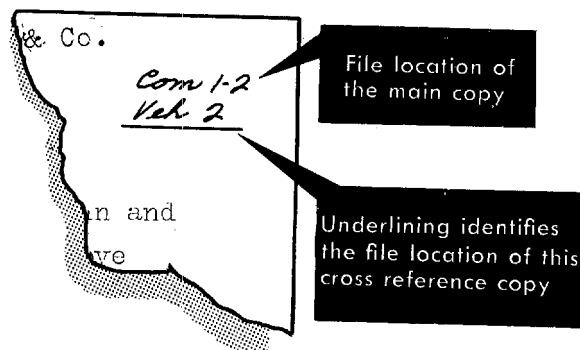 & Co.
Com 1-2
Veh 2
File location of
the main copy
n and
ve
Underlining identifies
the file location of this
cross reference copy